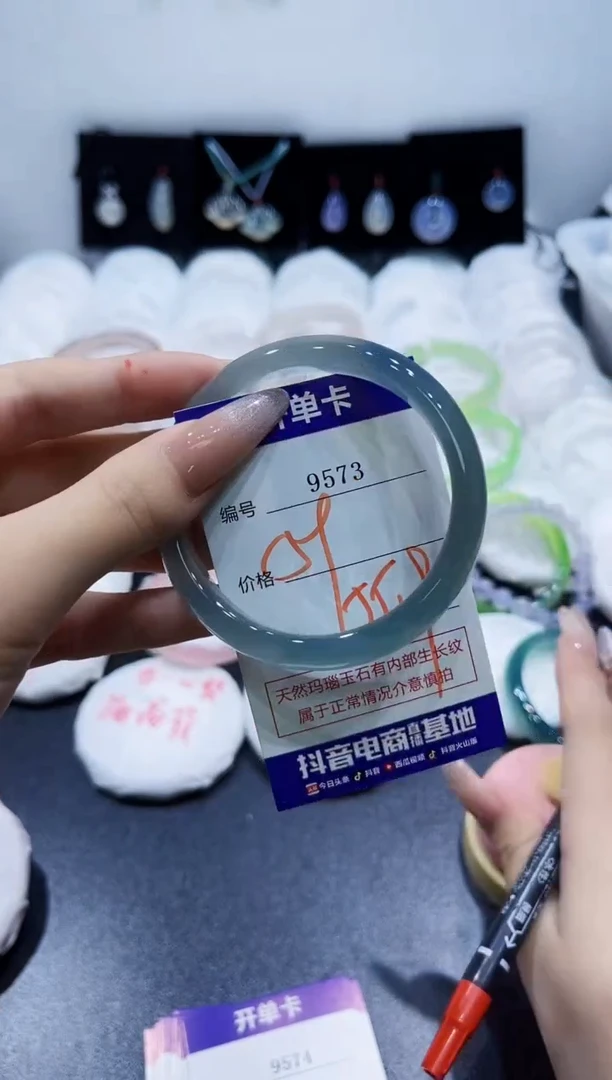 开单卡
编号 9573
价格
天然玛瑙玉石有内部生长纹
属于正常情况介意慎拍
抖音电商直播基地
今日头条 抖音 西瓜视频 抖音火山版
开单卡
9574